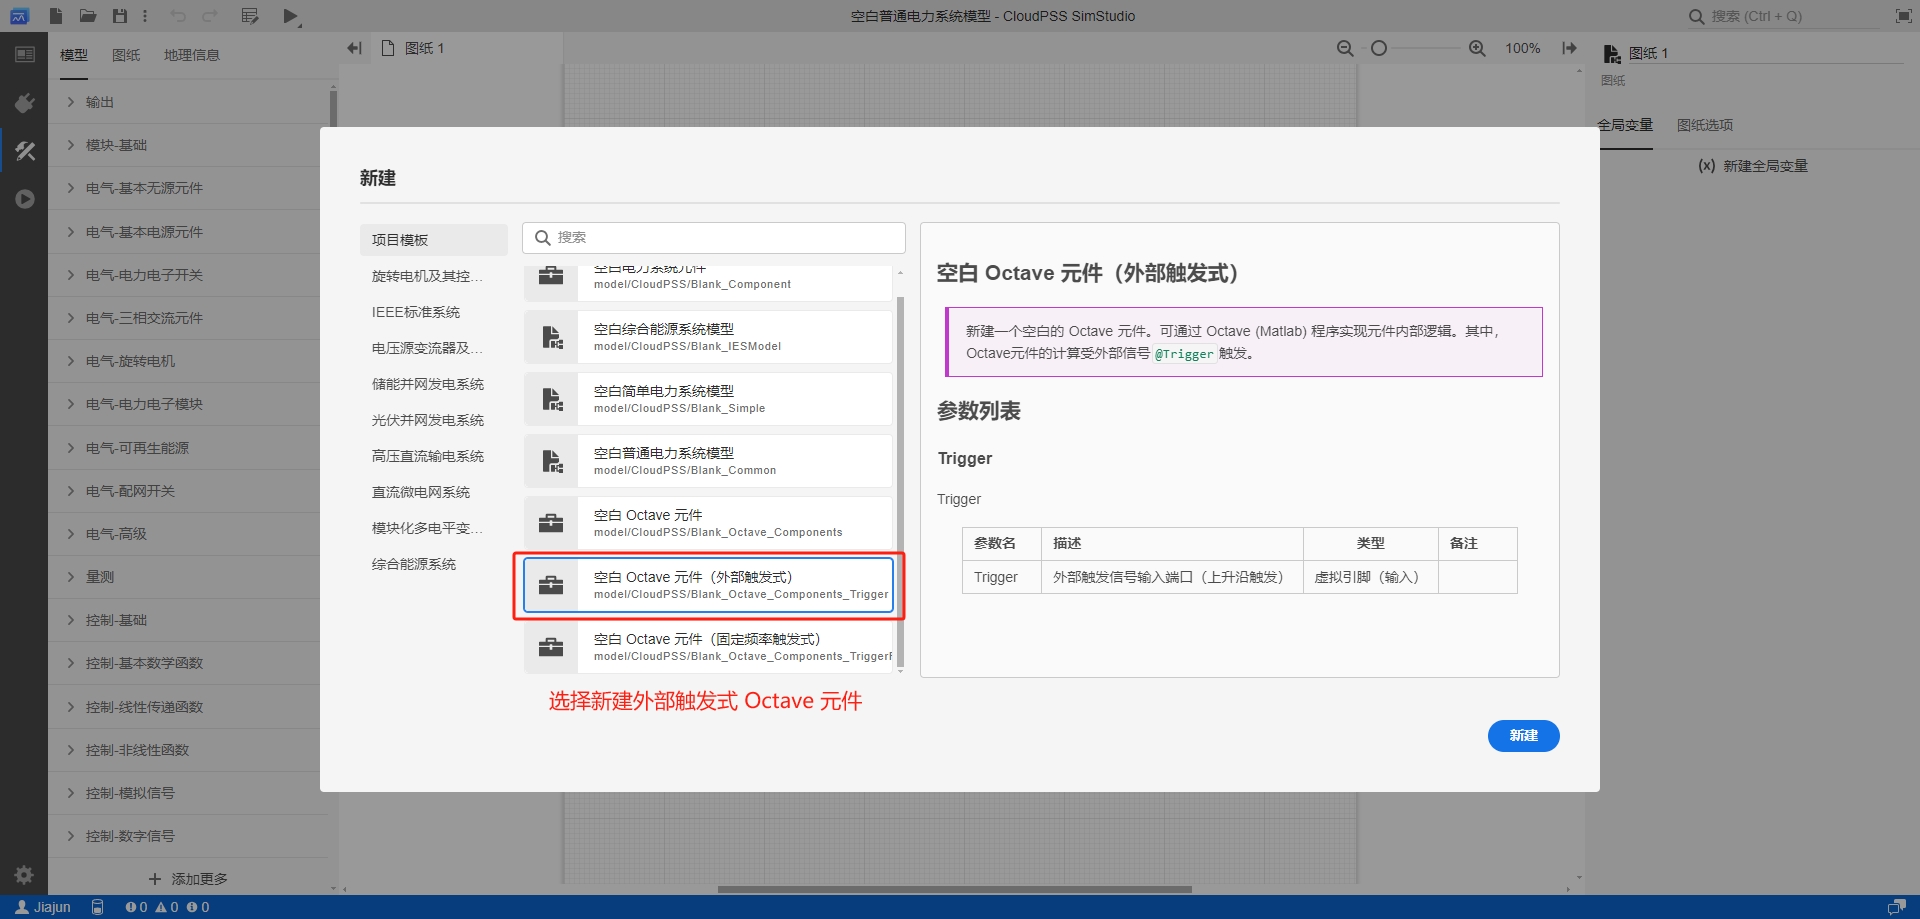 空白普通电力系统模型 - CloudPSS SimStudio
搜索 (Ctrl + Q)
模型
图纸
地理信息
图纸 1
100%
图纸 1
图纸
全局变量
图纸选项
(x) 新建全局变量
输出
模块-基础
电气-基本无源元件
电气-基本电源元件
电气-电力电子开关
电气-三相交流元件
电气-旋转电机
电气-电力电子模块
电气-可再生能源
电气-配网开关
电气-高级
量测
控制-基础
控制-基本数学函数
控制-线性传递函数
控制-非线性函数
控制-模拟信号
控制-数字信号
添加更多
新建
项目模板
旋转电机及其控...
IEEE标准系统
电压源变流器及...
储能并网发电系统
光伏并网发电系统
高压直流输电系统
直流微电网系统
模块化多电平变...
综合能源系统
搜索
空白电力系统元件
model/CloudPSS/Blank_Component
空白综合能源系统模型
model/CloudPSS/Blank_IESModel
空白简单电力系统模型
model/CloudPSS/Blank_Simple
空白普通电力系统模型
model/CloudPSS/Blank_Common
空白 Octave 元件
model/CloudPSS/Blank_Octave_Components
空白 Octave 元件（外部触发式）
model/CloudPSS/Blank_Octave_Components_Trigger
空白 Octave 元件（固定频率触发式）
model/CloudPSS/Blank_Octave_Components_Trigger
选择新建外部触发式 Octave 元件
空白 Octave 元件（外部触发式）
新建一个空白的 Octave 元件。可通过 Octave (Matlab) 程序实现元件内部逻辑。其中，
Octave元件的计算受外部信号 @Trigger 触发。
参数列表
Trigger
Trigger
参数名 描述 类型 备注
Trigger 外部触发信号输入端口（上升沿触发） 虚拟引脚（输入）
新建
Jiajun
0 0 0